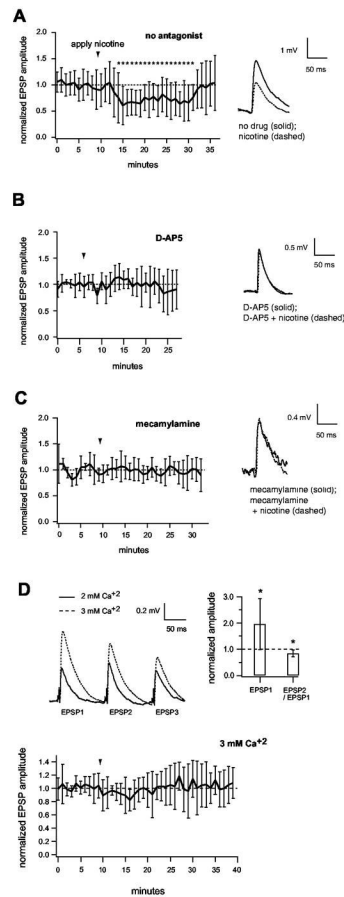 A
apply nicotine
no antagonist
********************
normalized EPSP amplitude
2.0
1.5
1.0
0.5
0.0
0 5 10 15 20 25 30 35
minutes
1 mV
50 ms
no drug (solid);
nicotine (dashed)
B
D-AP5
normalized EPSP amplitude
2.0
1.5
1.0
0.5
0.0
0 5 10 15 20 25
minutes
0.5 mV
50 ms
D-AP5 (solid);
D-AP5 + nicotine (dashed)
C
mecamylamine
normalized EPSP amplitude
2.0
1.5
1.0
0.5
0.0
0 5 10 15 20 25 30
minutes
0.4 mV
50 ms
mecamylamine (solid);
mecamylamine
+ nicotine (dashed)
D
2 mM Ca+2
3 mM Ca+2
0.2 mV
50 ms
EPSP1 EPSP2 EPSP3
normalized amplitude
3.0
2.0
1.0
0.0
* *
EPSP1 EPSP2
/EPSP1
normalized EPSP amplitude
1.4
1.2
1.0
0.8
0.6
0.4
0.2
0.0
0 5 10 15 20 25 30 35 40
3 mM Ca+2
minutes